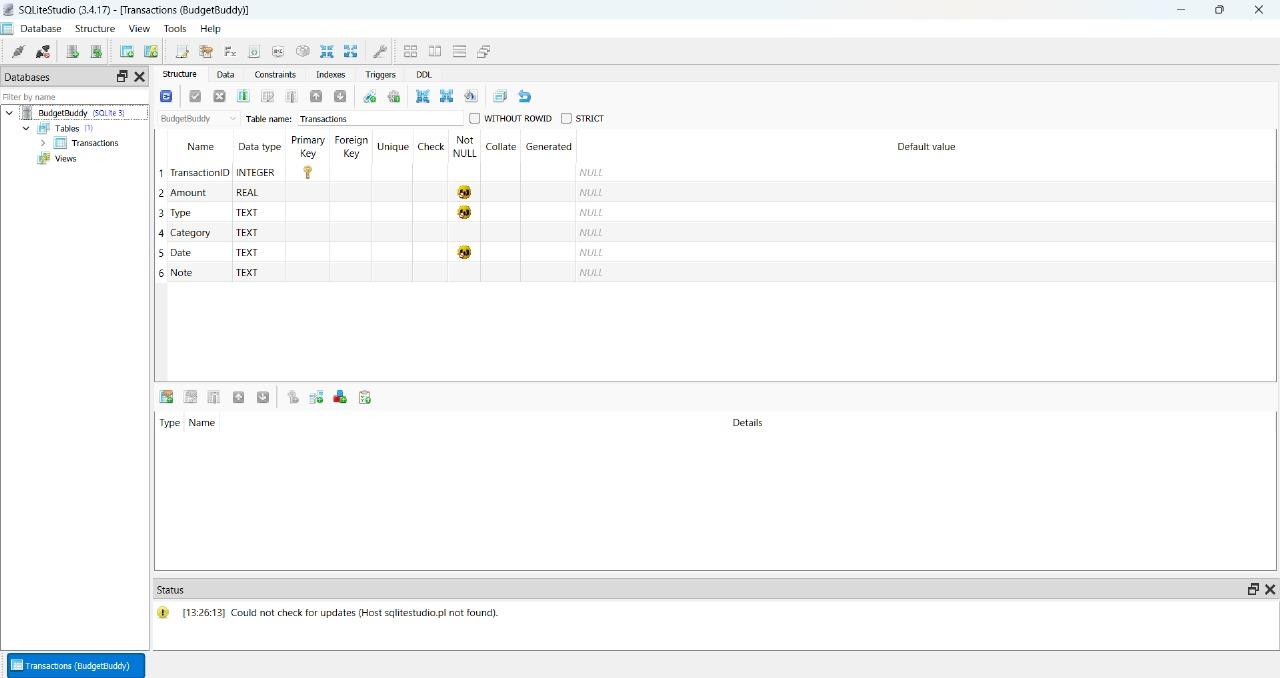 SQLiteStudio (3.4.17) - [Transactions (BudgetBuddy)]
Database Structure View Tools Help
Databases
Filter by name
BudgetBuddy (SQLite 3)
Tables (1)
Transactions
Views
Structure Data Constraints Indexes Triggers DDL
BudgetBuddy Table name: Transactions WITHOUT ROWID STRICT
Name Data type Primary Key Foreign Key Unique Check Not NULL Collate Generated Default value
1 TransactionID INTEGER NULL
2 Amount REAL NULL
3 Type TEXT NULL
4 Category TEXT NULL
5 Date TEXT NULL
6 Note TEXT NULL
Type Name Details
Status
[13:26:13] Could not check for updates (Host sqlitestudio.pl not found).
Transactions (BudgetBuddy)